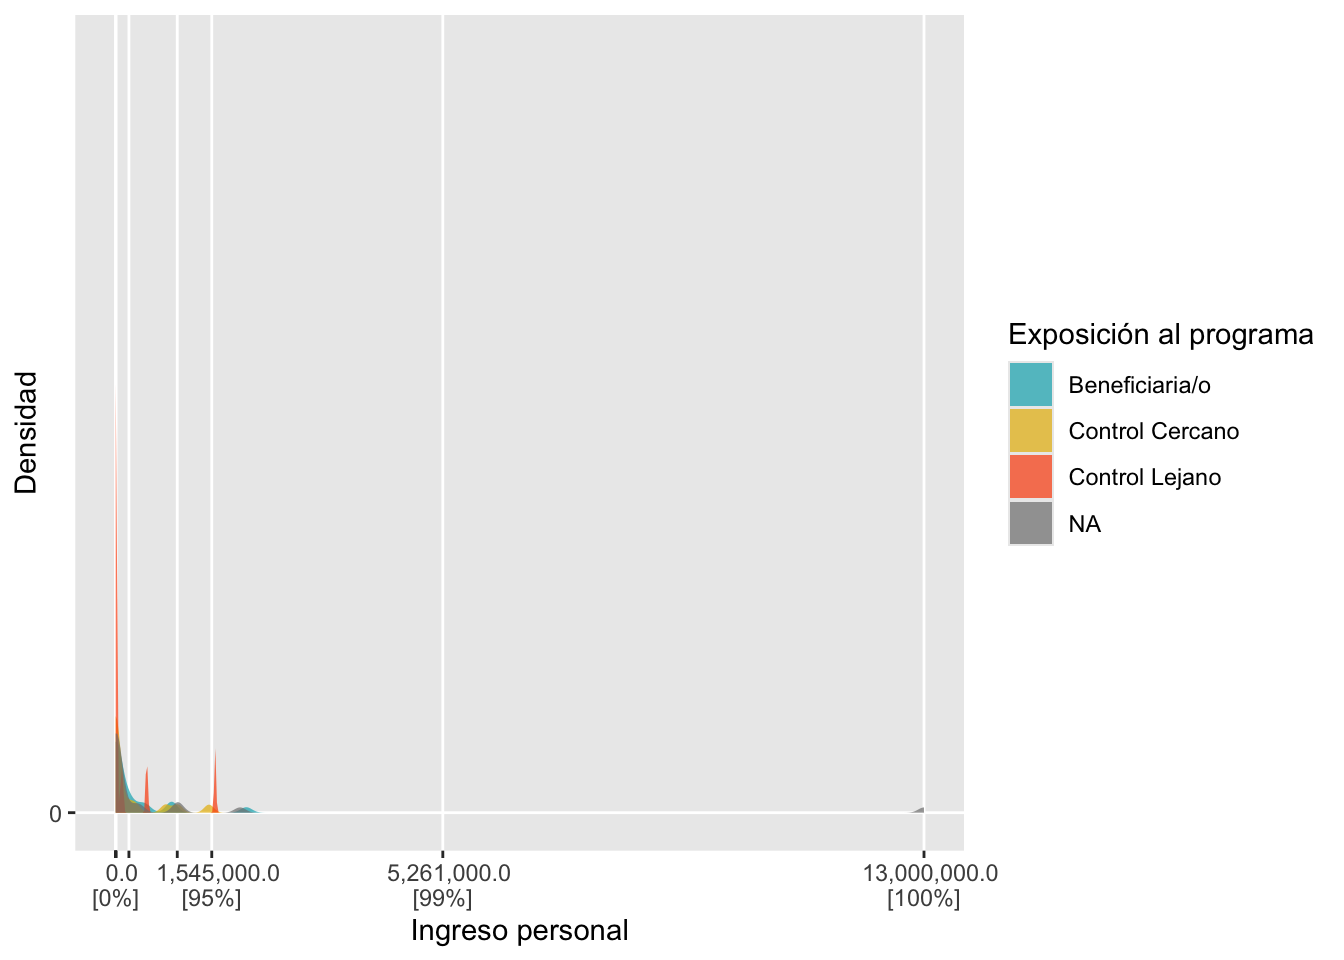 Densidad
0
0.0 1,545,000.0 5,261,000.0 13,000,000.0
[0%] [95%] [99%] [100%]
Ingreso personal
Exposición al programa
Beneficiaria/o
Control Cercano
Control Lejano
NA